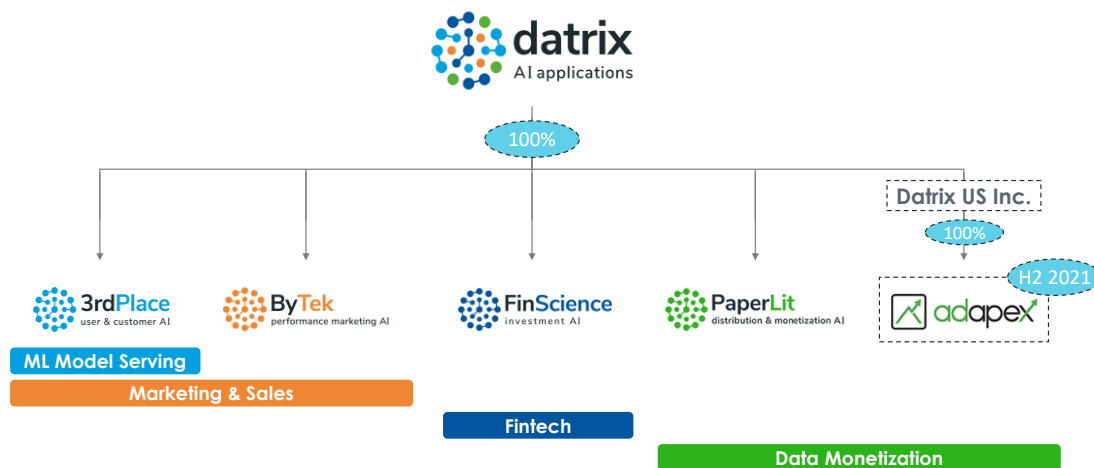 datrix
AI applications
100%
Datrix US Inc.
100%
H2 2021
3rdPlace
user & customer AI
ByTek
performance marketing AI
FinScience
investment AI
PaperLit
distribution & monetization AI
adapex
ML Model Serving
Marketing & Sales
Fintech
Data Monetization